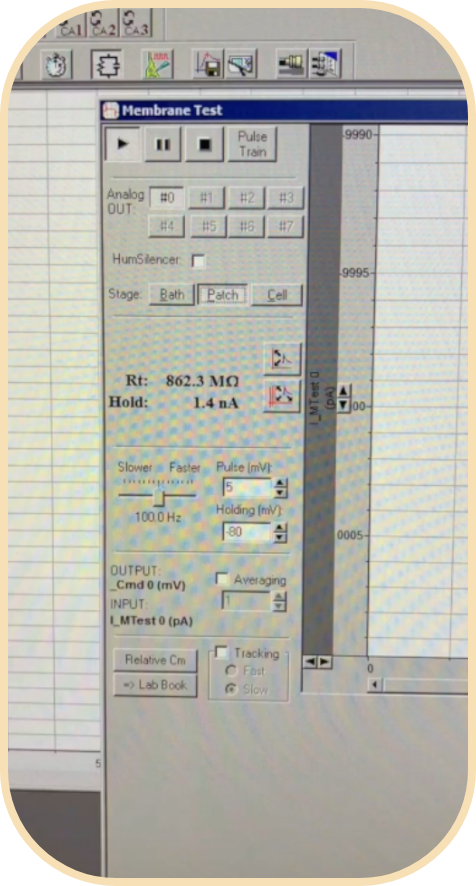 CA1 CA2 CA3
Membrane Test
Pulse
Train
Analog
OUT:
#0 #1 #2 #3
#4 #5 #6 #7
HumSilencer:
Stage: Bath Patch Cell
Rt: 862.3 MΩ
Hold: 1.4 nA
Slower Faster
100.0 Hz
Pulse (mV):
5
Holding (mV):
-80
OUTPUT:
_Cmd 0 (mV)
INPUT:
I_MTest 0 (pA)
Averaging
1
Relative Cm
=> Lab Book
Tracking
Fast
Slow
9990
9995
I_MTest 0
(pA)
00
0005
0
5